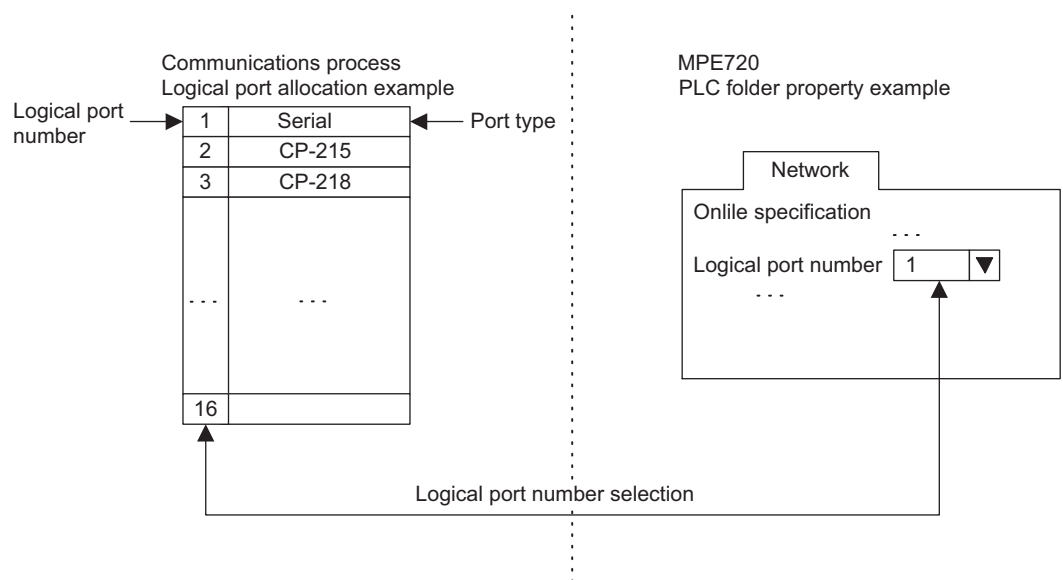 Communications process
Logical port allocation example
Logical port
number
1 Serial
Port type
2 CP-215
3 CP-218
. . . . . .
16
MPE720
PLC folder property example
Network
Onlile specification
. . .
Logical port number 1 ▼
. . .
Logical port number selection